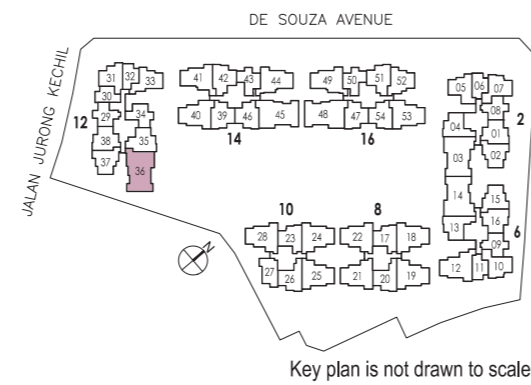 DE SOUZA AVENUE
JALAN JURONG KECHIL
31 32 33 41 42 43 44 49 50 51 52 05 06 07
30 08
29 34 40 39 46 45 48 47 54 53 04 01
12 14 16 2
38 35 03 02
37 36
14 15
10 8 13 16 6
28 23 24 22 17 18 09
27 26 25 21 20 19 12 11 10
N
Key plan is not drawn to scale